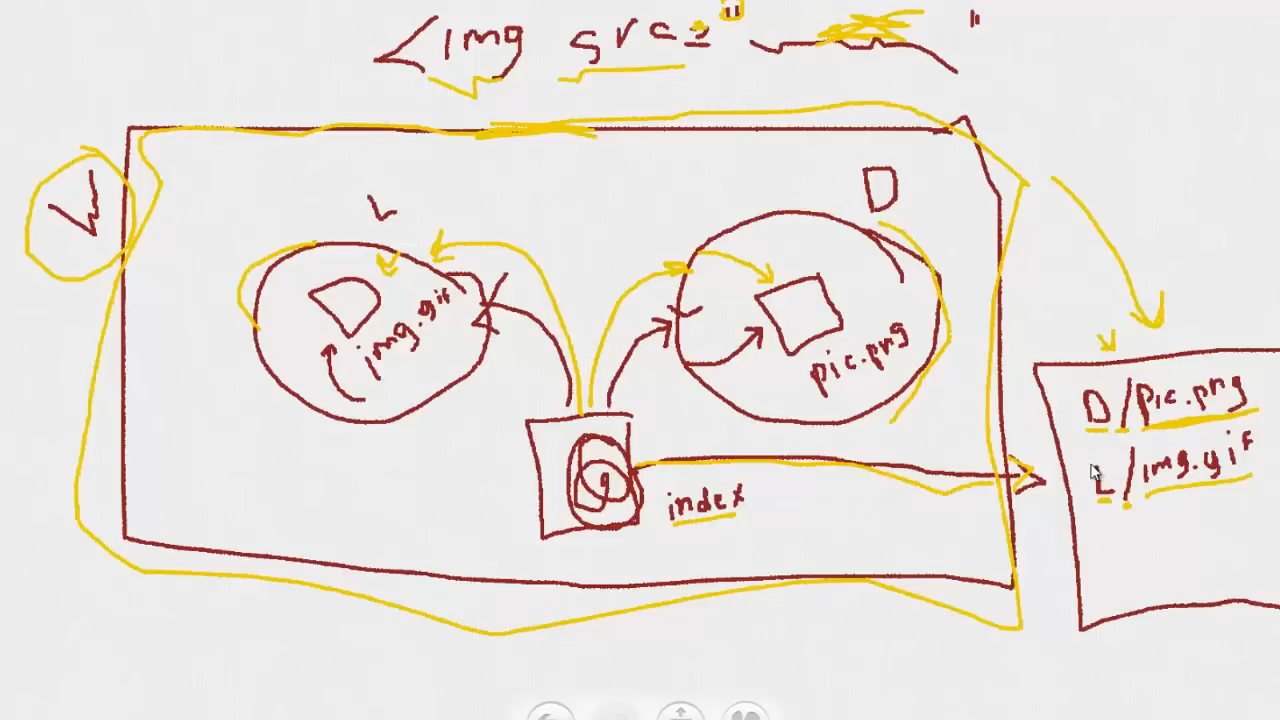 <img src="          "
W
L
D
img.gif
pic.png
index
D/pic.png
L/img.gif